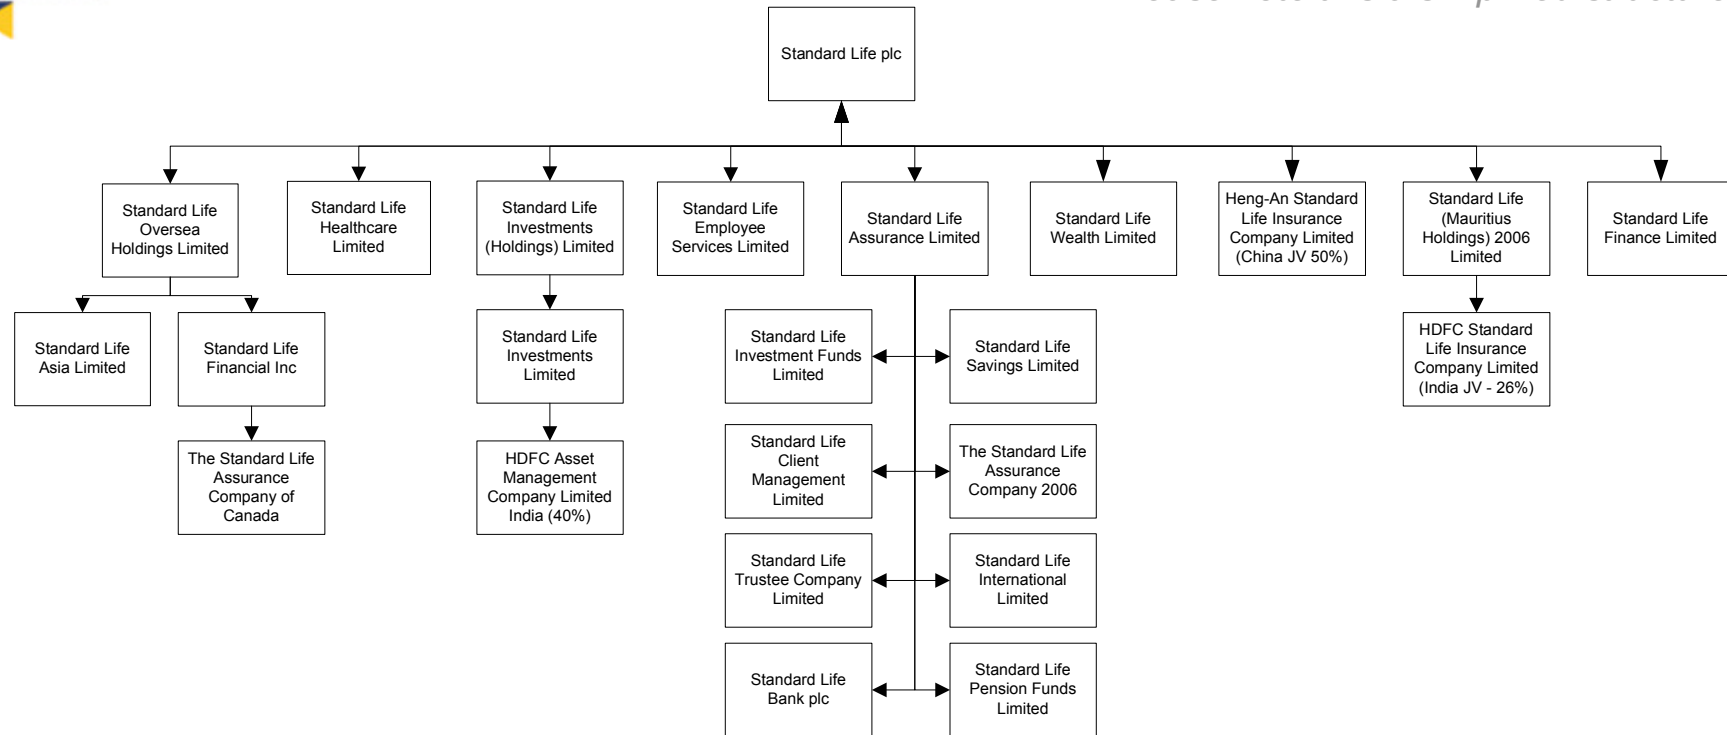 Standard Life plc
Standard Life
Oversea
Holdings Limited
Standard Life
Healthcare
Limited
Standard Life
Investments
(Holdings) Limited
Standard Life
Employee
Services Limited
Standard Life
Assurance Limited
Standard Life
Wealth Limited
Heng-An Standard
Life Insurance
Company Limited
(China JV 50%)
Standard Life
(Mauritius
Holdings) 2006
Limited
Standard Life
Finance Limited
Standard Life
Asia Limited
Standard Life
Financial Inc
Standard Life
Investments
Limited
Standard Life
Investment Funds
Limited
Standard Life
Savings Limited
HDFC Standard
Life Insurance
Company Limited
(India JV - 26%)
The Standard Life
Assurance
Company of
Canada
HDFC Asset
Management
Company Limited
India (40%)
Standard Life
Client
Management
Limited
The Standard Life
Assurance
Company 2006
Standard Life
Trustee Company
Limited
Standard Life
International
Limited
Standard Life
Bank plc
Standard Life
Pension Funds
Limited